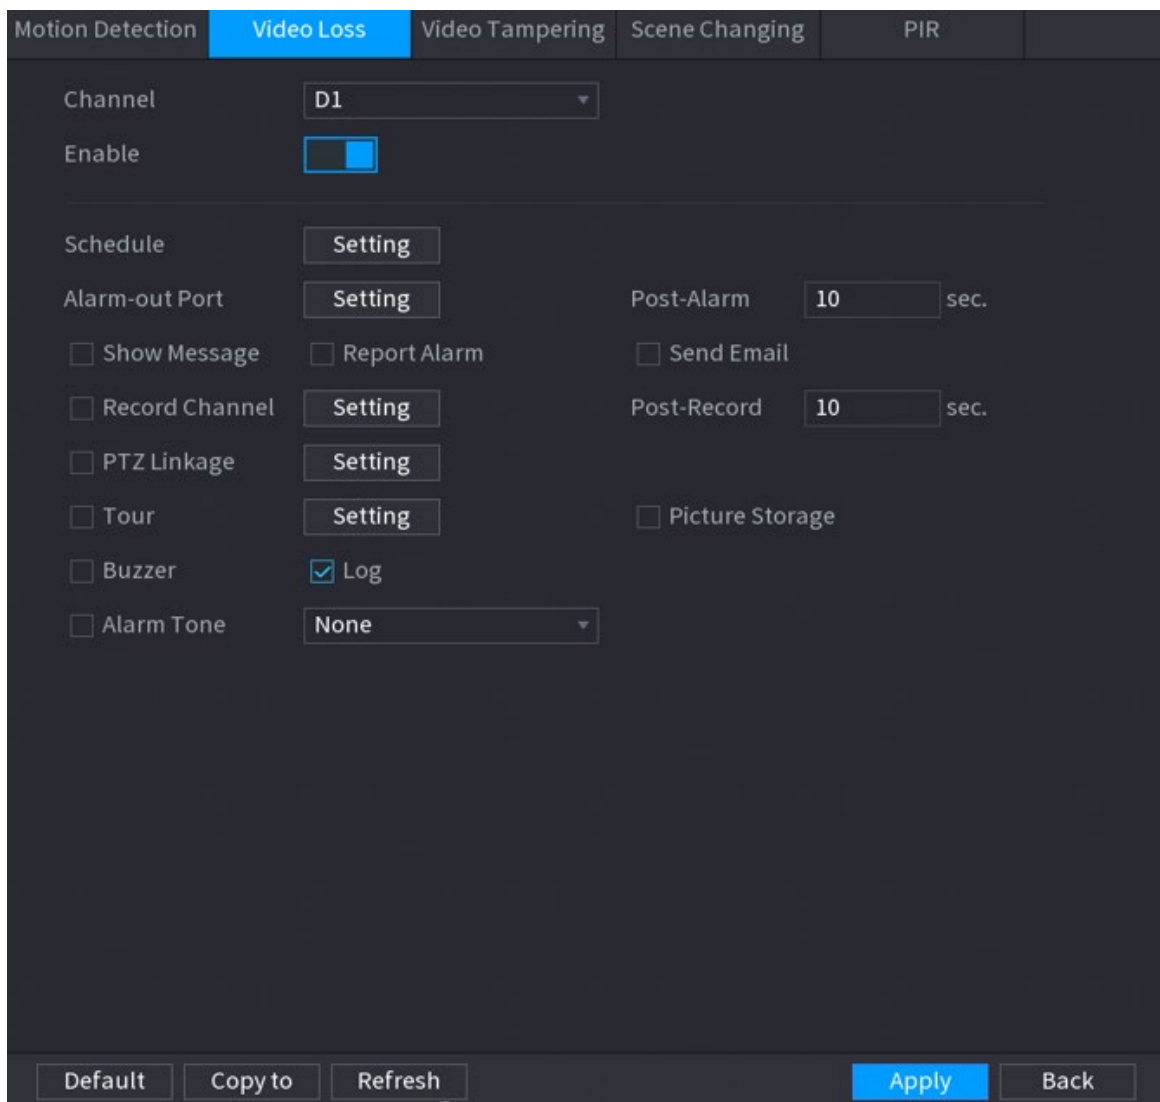 Motion Detection Video Loss Video Tampering Scene Changing PIR
Channel D1
Enable
Schedule Setting
Alarm-out Port Setting Post-Alarm 10 sec.
Show Message Report Alarm Send Email
Record Channel Setting Post-Record 10 sec.
PTZ Linkage Setting
Tour Setting Picture Storage
Buzzer Log
Alarm Tone None
Default Copy to Refresh Apply Back